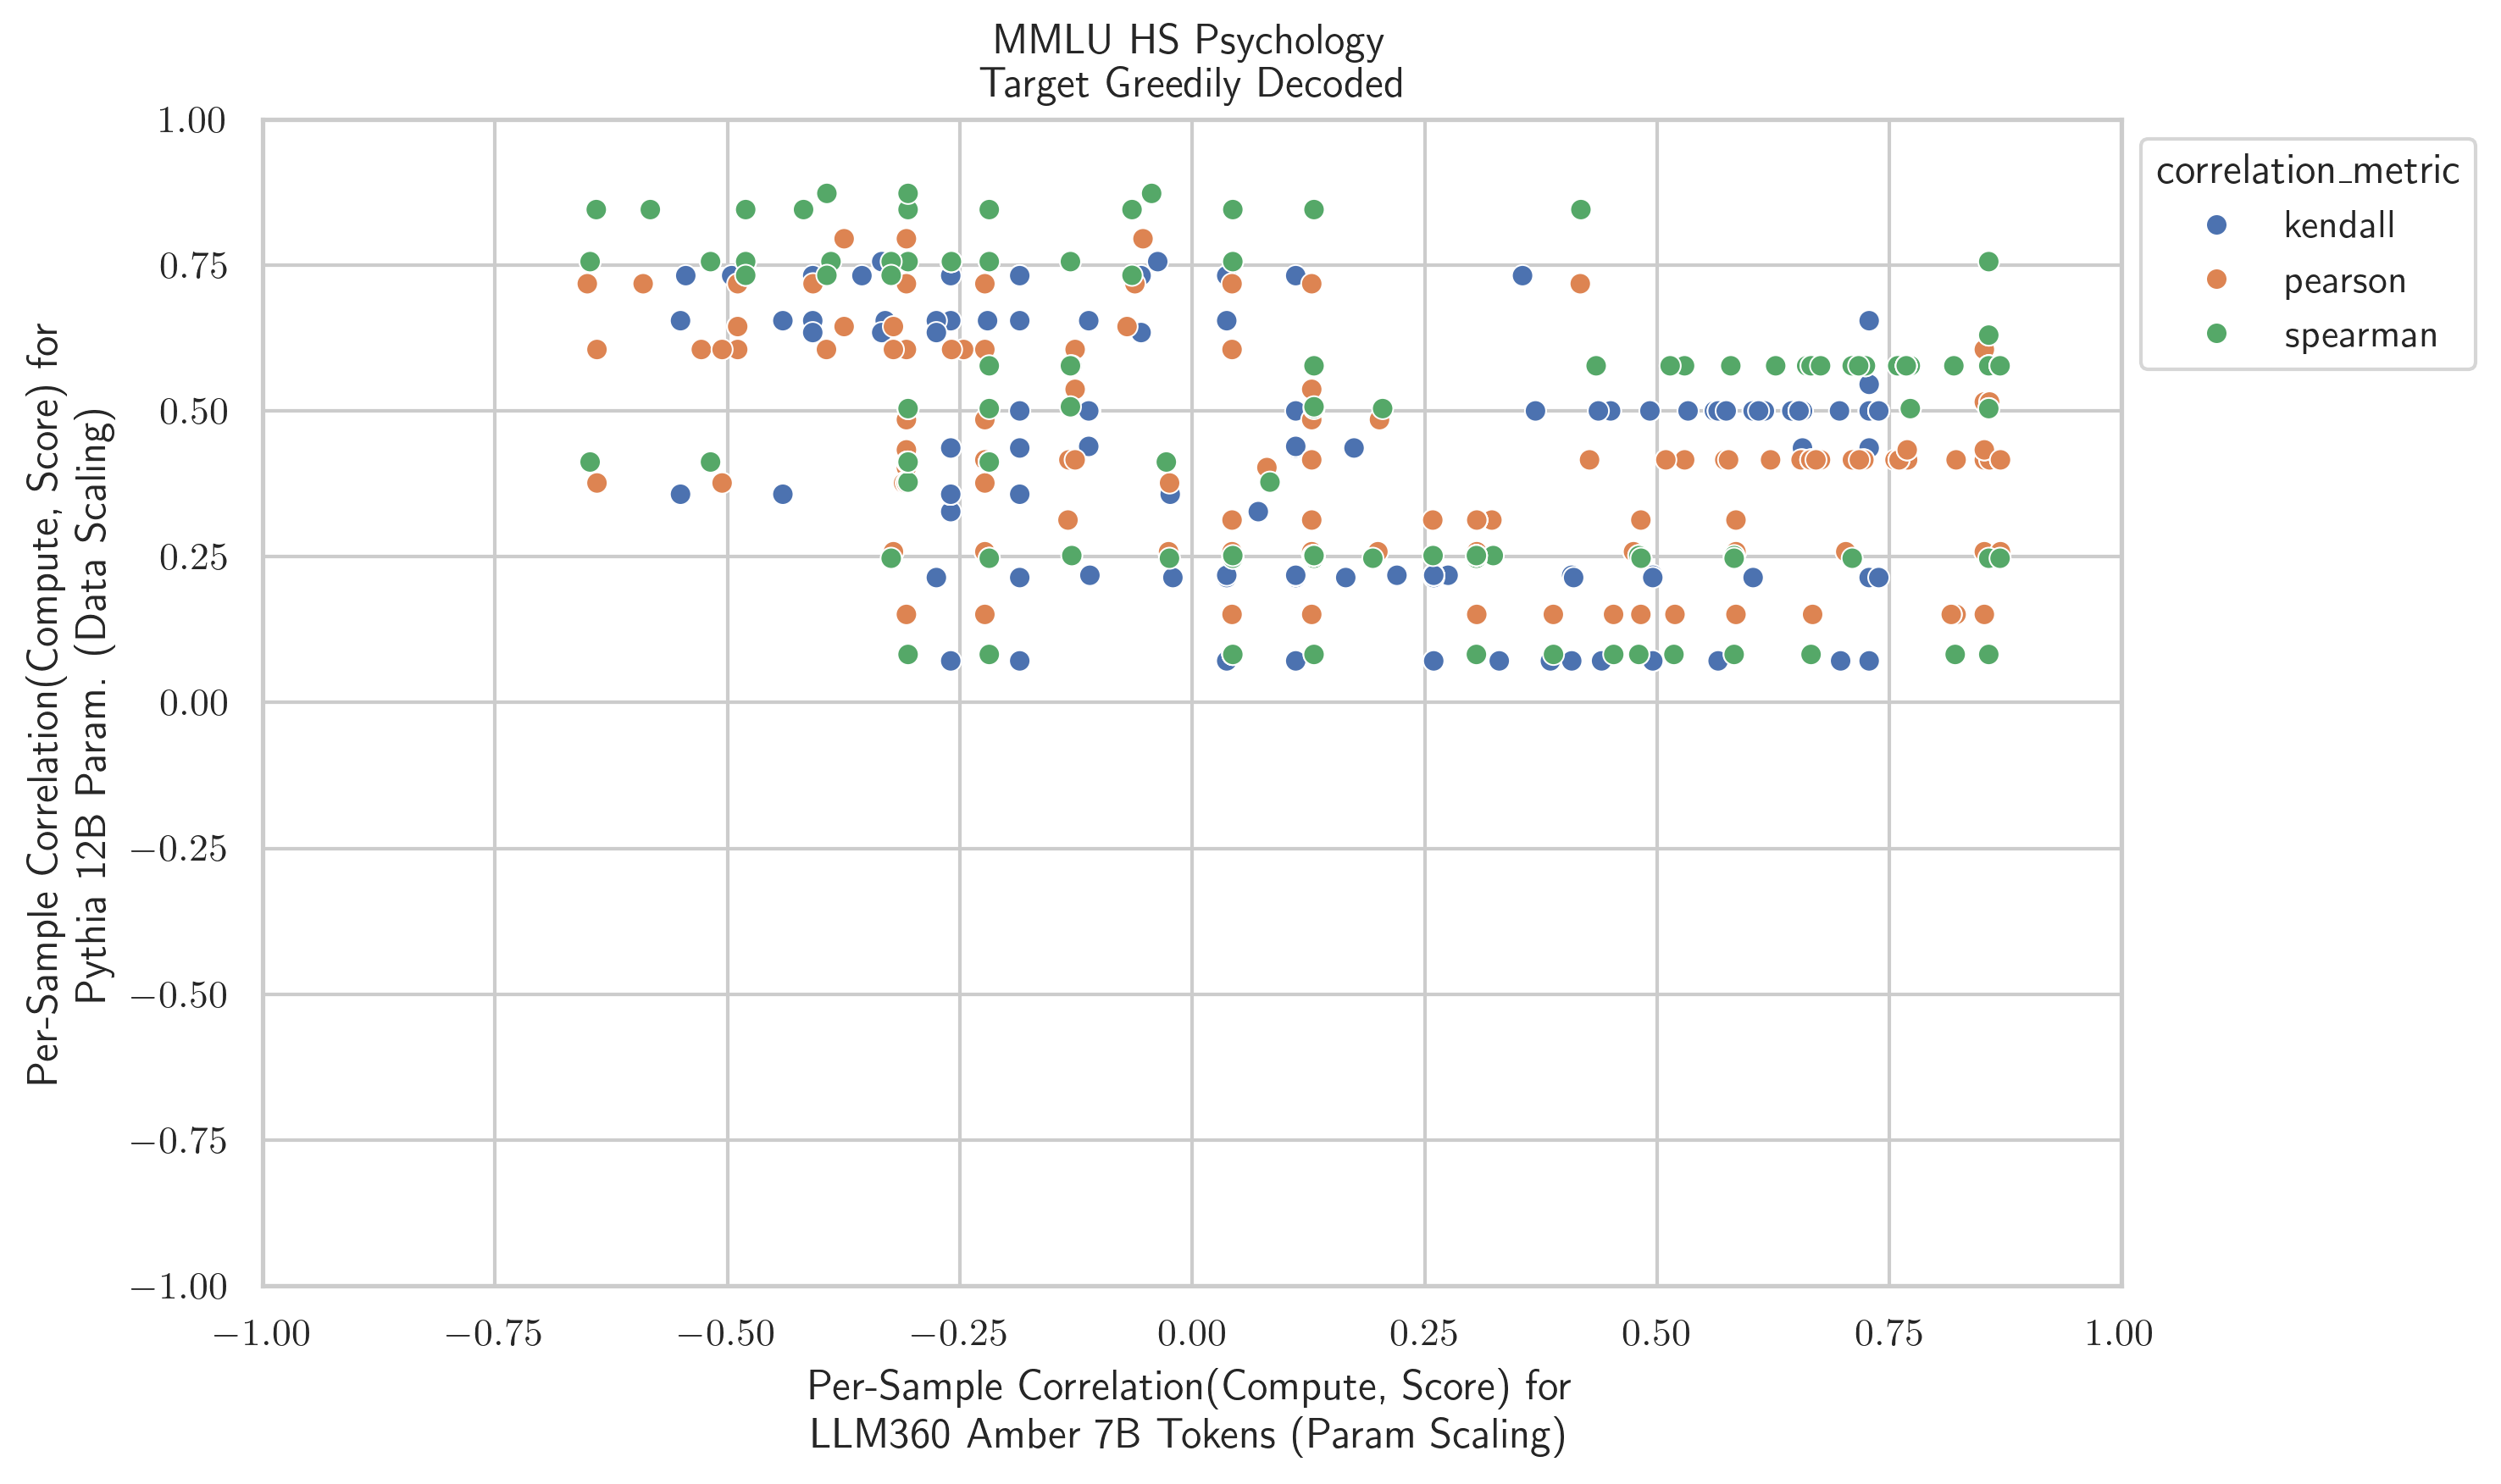 MMLU HS Psychology
Target Greedily Decoded
1.00
0.75
0.50
0.25
0.00
−0.25
−0.50
−0.75
−1.00
Per-Sample Correlation(Compute, Score) for
Pythia 12B Param. (Data Scaling)
correlation_metric
kendall
pearson
spearman
−1.00
−0.75
−0.50
−0.25
0.00
0.25
0.50
0.75
1.00
Per-Sample Correlation(Compute, Score) for
LLM360 Amber 7B Tokens (Param Scaling)